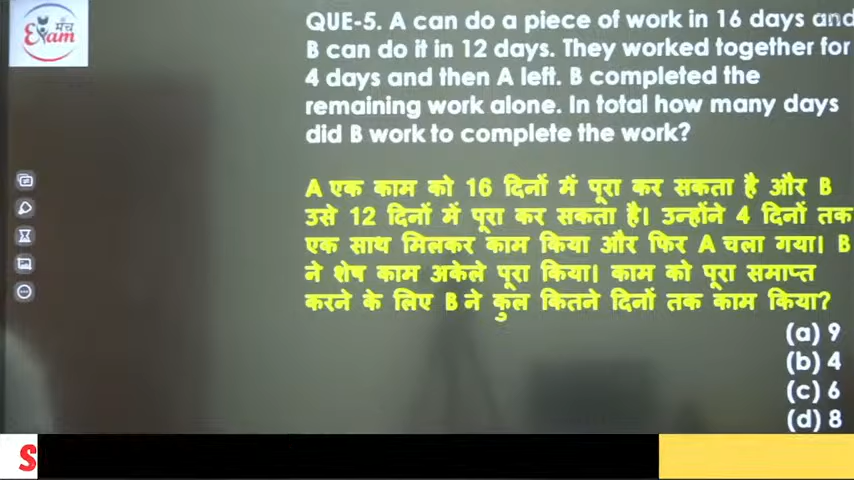 मंच
Exam
QUE-5. A can do a piece of work in 16 days and
B can do it in 12 days. They worked together for
4 days and then A left. B completed the
remaining work alone. In total how many days
did B work to complete the work?
A एक काम को 16 दिनों में पूरा कर सकता है और B
उसे 12 दिनों में पूरा कर सकता है। उन्होंने 4 दिनों तक
एक साथ मिलकर काम किया और फिर A चला गया। B
ने शेष काम अकेले पूरा किया। काम को पूरा समाप्त
करने के लिए B ने कुल कितने दिनों तक काम किया?
(a) 9
(b) 4
(c) 6
(d) 8
S